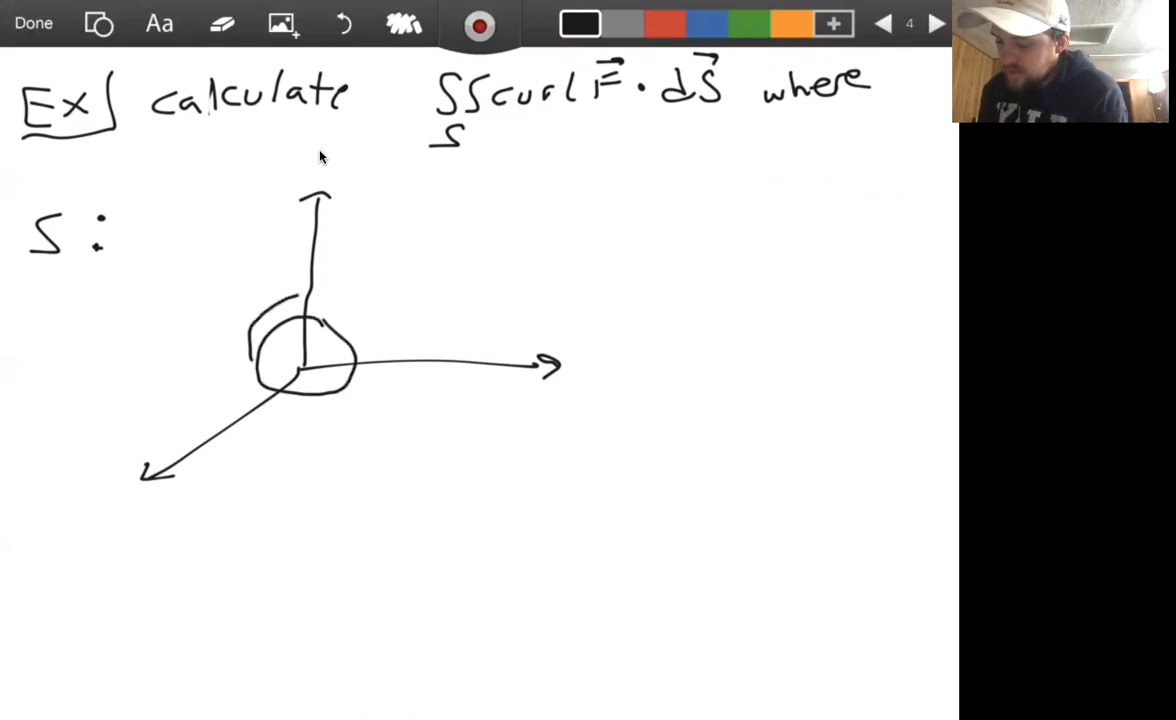 Done Aa 4
Ex] calculate ∬curl F⃗ · dS⃗ where
S
S :